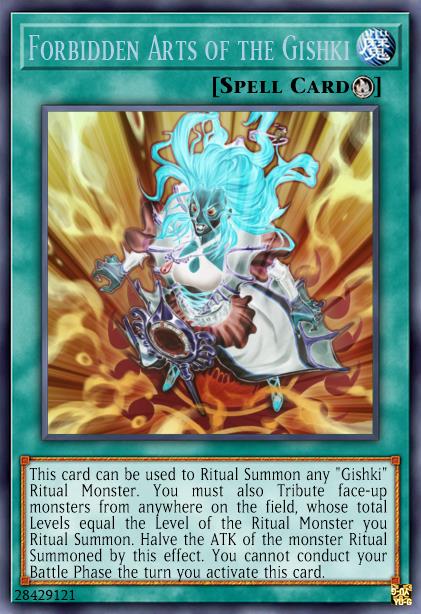 Forbidden Arts of the Gishki
魔
[Spell Card]
This card can be used to Ritual Summon any "Gishki"
Ritual Monster. You must also Tribute face-up
monsters from anywhere on the field, whose total
Levels equal the Level of the Ritual Monster you
Ritual Summon. Halve the ATK of the monster Ritual
Summoned by this effect. You cannot conduct your
Battle Phase the turn you activate this card.
28429121